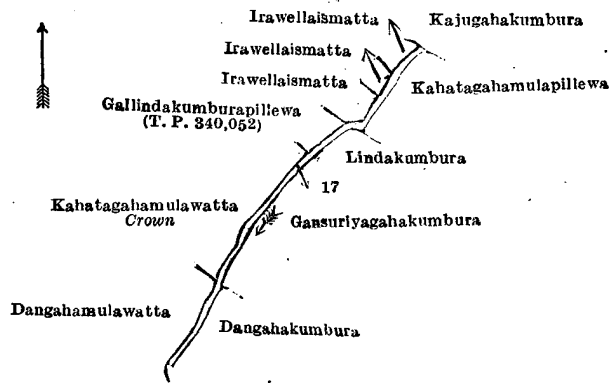 Irawellaismatta
Kajugahakumbura
Irawellaismatta
Irawellaismatta
Kahatagahamulapillewa
Gallindakumburapillewa
(T. P. 340,052)
Lindakumbura
17
Kahatagahamulawatta
Crown
Gansuriyagahakumbura
Dangahamulawatta
Dangahakumbura